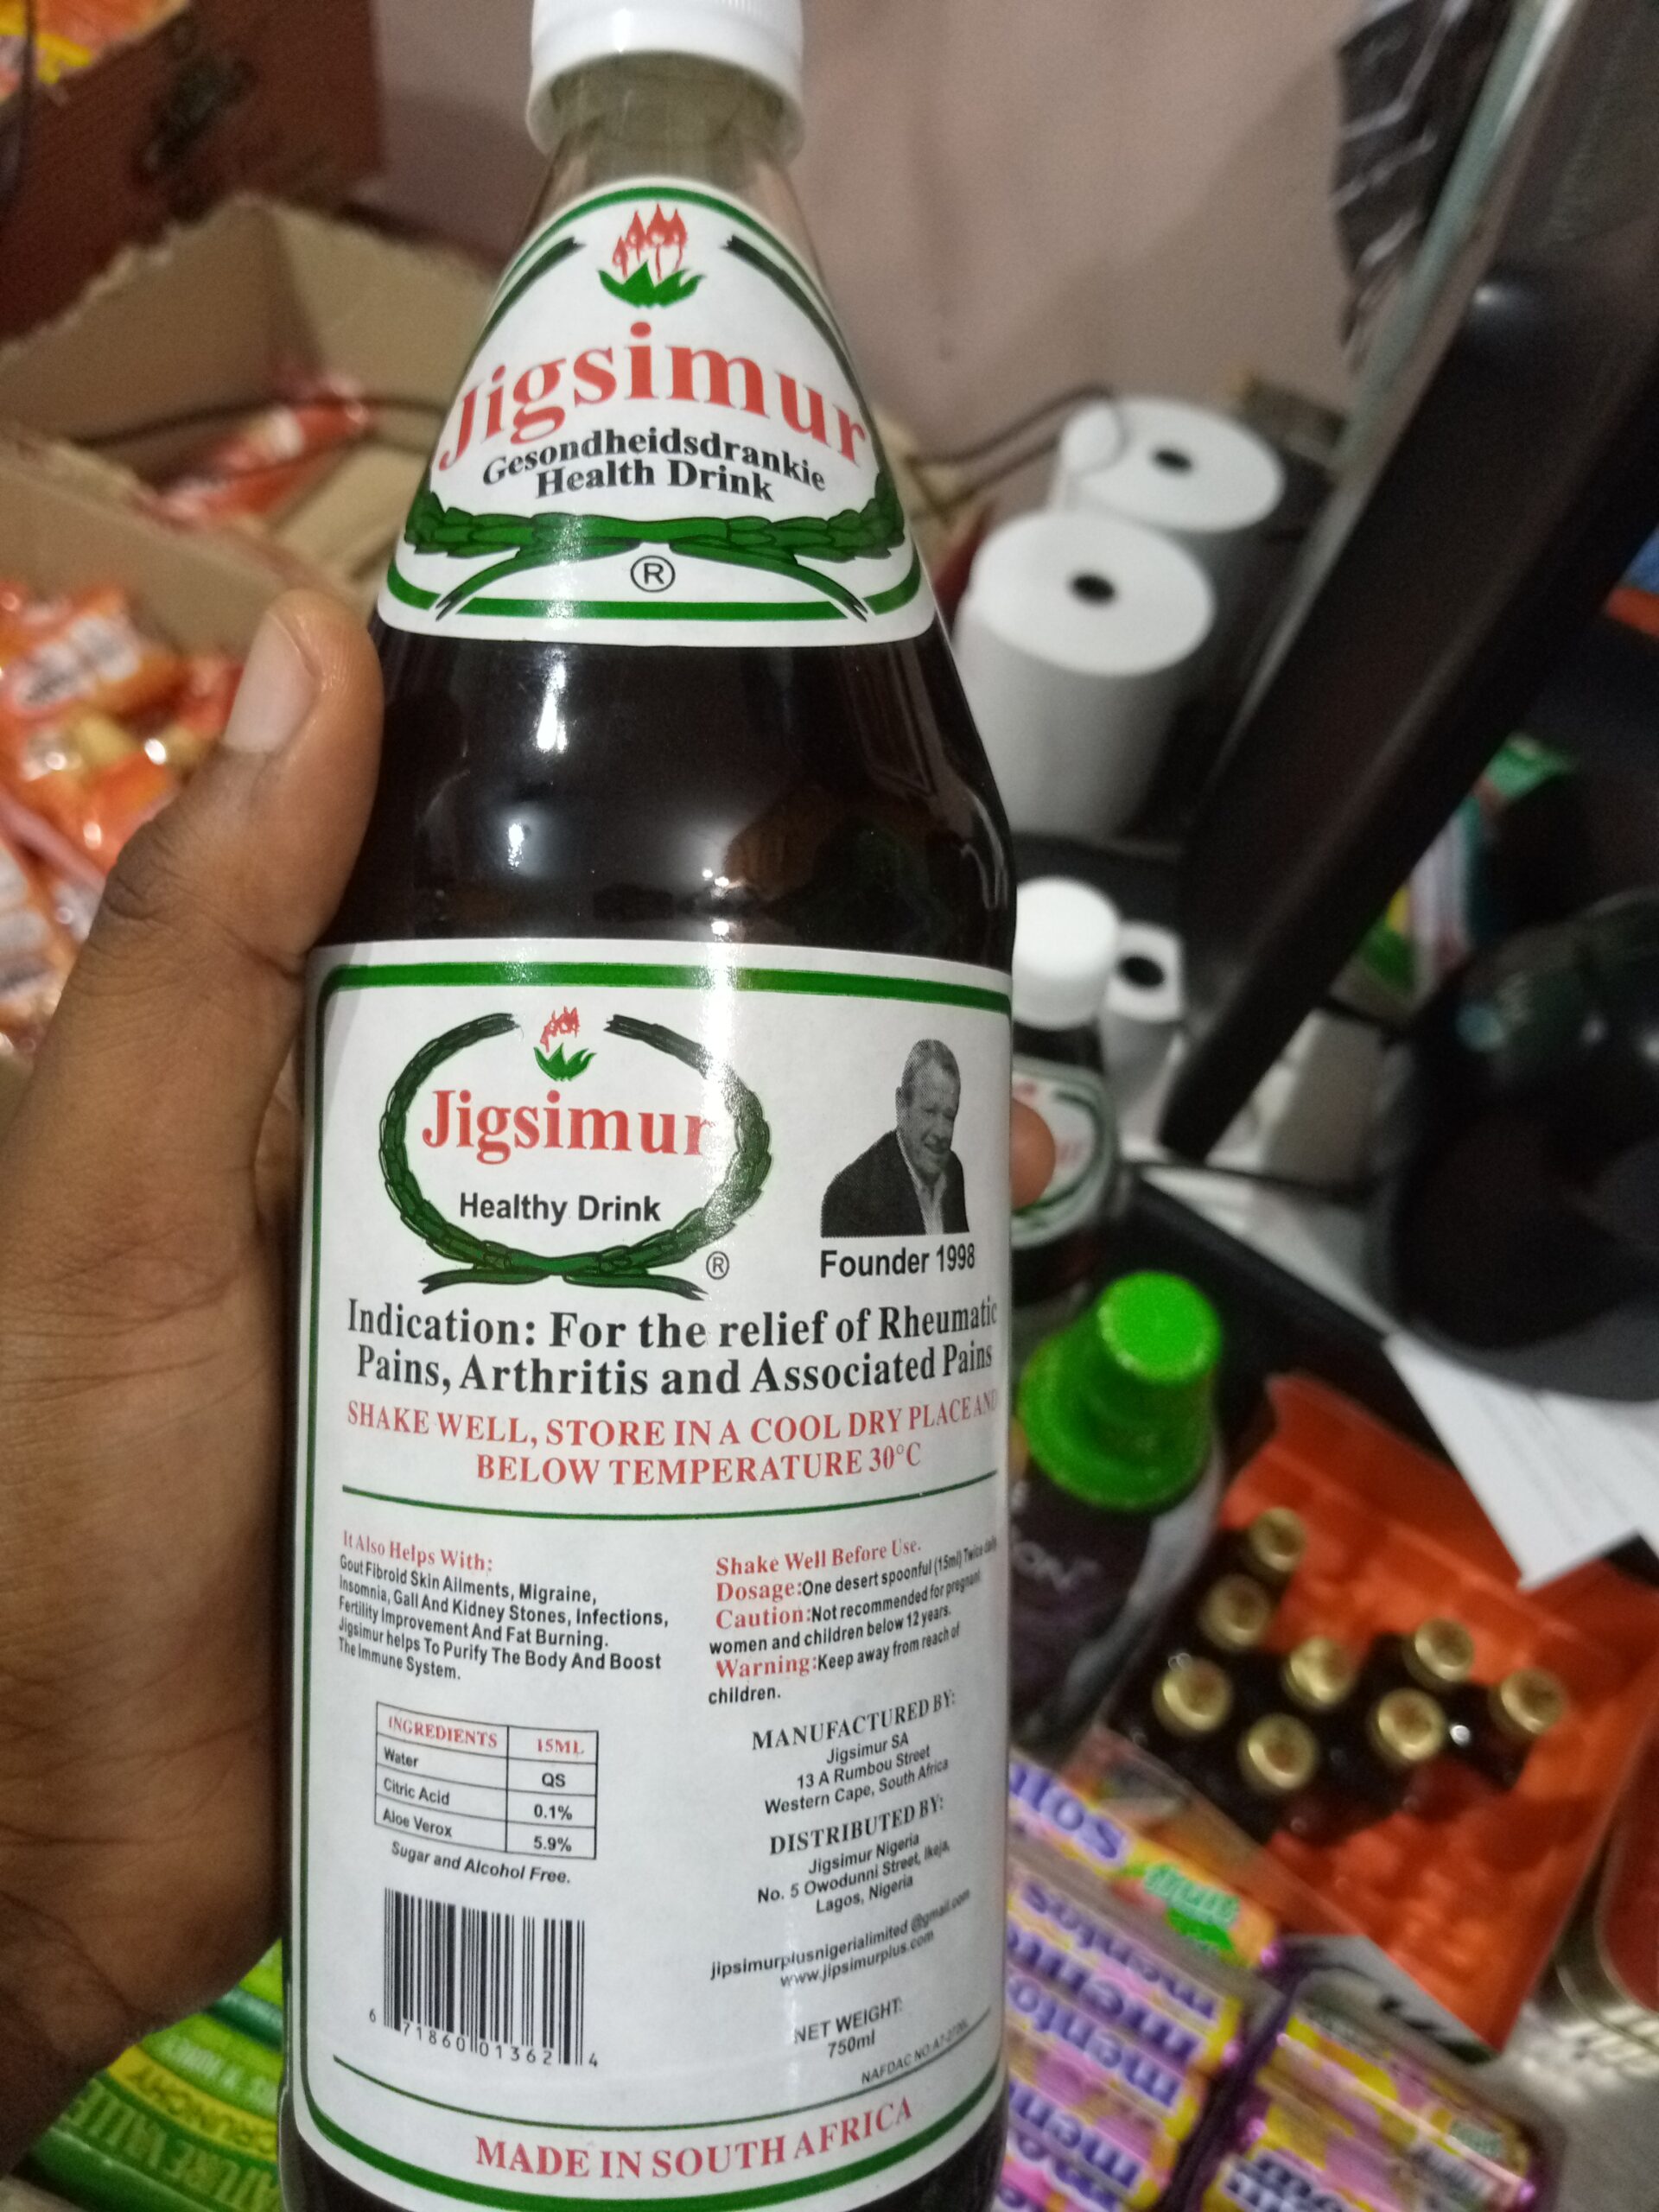 Jigsimur
Gesondheidsdrankie
Health Drink
®
Jigsimur
Healthy Drink
®
Founder 1998
Indication: For the relief of Rheumatic
Pains, Arthritis and Associated Pains
SHAKE WELL, STORE IN A COOL DRY PLACE AND
BELOW TEMPERATURE 30°C
It Also Helps With:
Gout Fibroid Skin Ailments, Migraine,
Insomnia, Gall And Kidney Stones, Infections,
Fertility Improvement And Fat Burning.
Jigsimur helps To Purify The Body And Boost
The Immune System.
INGREDIENTS 15ML
Water QS
Citric Acid 0.1%
Aloe Verox 5.9%
Sugar and Alcohol Free.
6 71860 01362 4
Shake Well Before Use.
Dosage:One desert spoonful (15ml) Twice daily
Caution:Not recommended for pregnant
women and children below 12 years.
Warning:Keep away from reach of
children.
MANUFACTURED BY:
Jigsimur SA
13 A Rumbou Street
Western Cape, South Africa
DISTRIBUTED BY:
Jigsimur Nigeria
No. 5 Owodunni Street, Ikeja,
Lagos, Nigeria
jipsimurplusnigerialimited @gmail.com
www.jipsimurplus.com
NET WEIGHT:
750ml
NAFDAC NO:
MADE IN SOUTH AFRICA
mentos
mentos
mentos
CRUNCHY